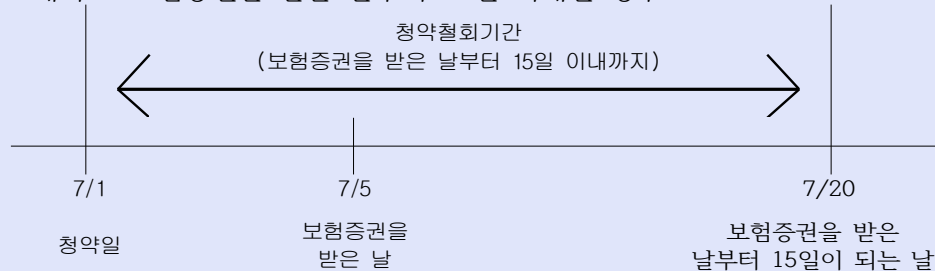 청약철회기간
(보험증권을 받은 날부터 15일 이내까지)
7/1
7/5
7/20
청약일
보험증권을
받은 날
보험증권을 받은
날부터 15일이 되는 날